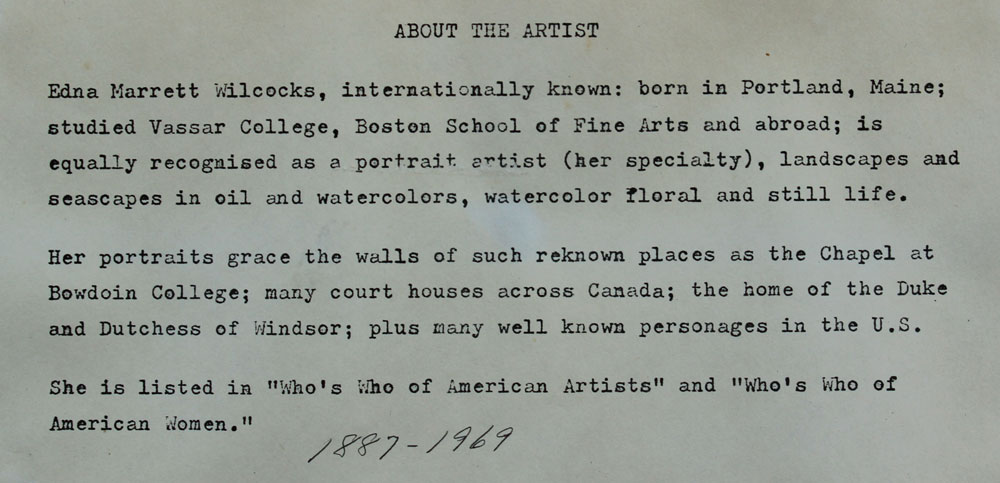 ABOUT THE ARTIST
Edna Marrett Wilcocks, internationally known: born in Portland, Maine;
studied Vassar College, Boston School of Fine Arts and abroad; is
equally recognised as a portrait artist (her specialty), landscapes and
seascapes in oil and watercolors, watercolor floral and still life.
Her portraits grace the walls of such reknown places as the Chapel at
Bowdoin College; many court houses across Canada; the home of the Duke
and Dutchess of Windsor; plus many well known personages in the U.S.
She is listed in "Who's Who of American Artists" and "Who's Who of
American Women."
1887-1969